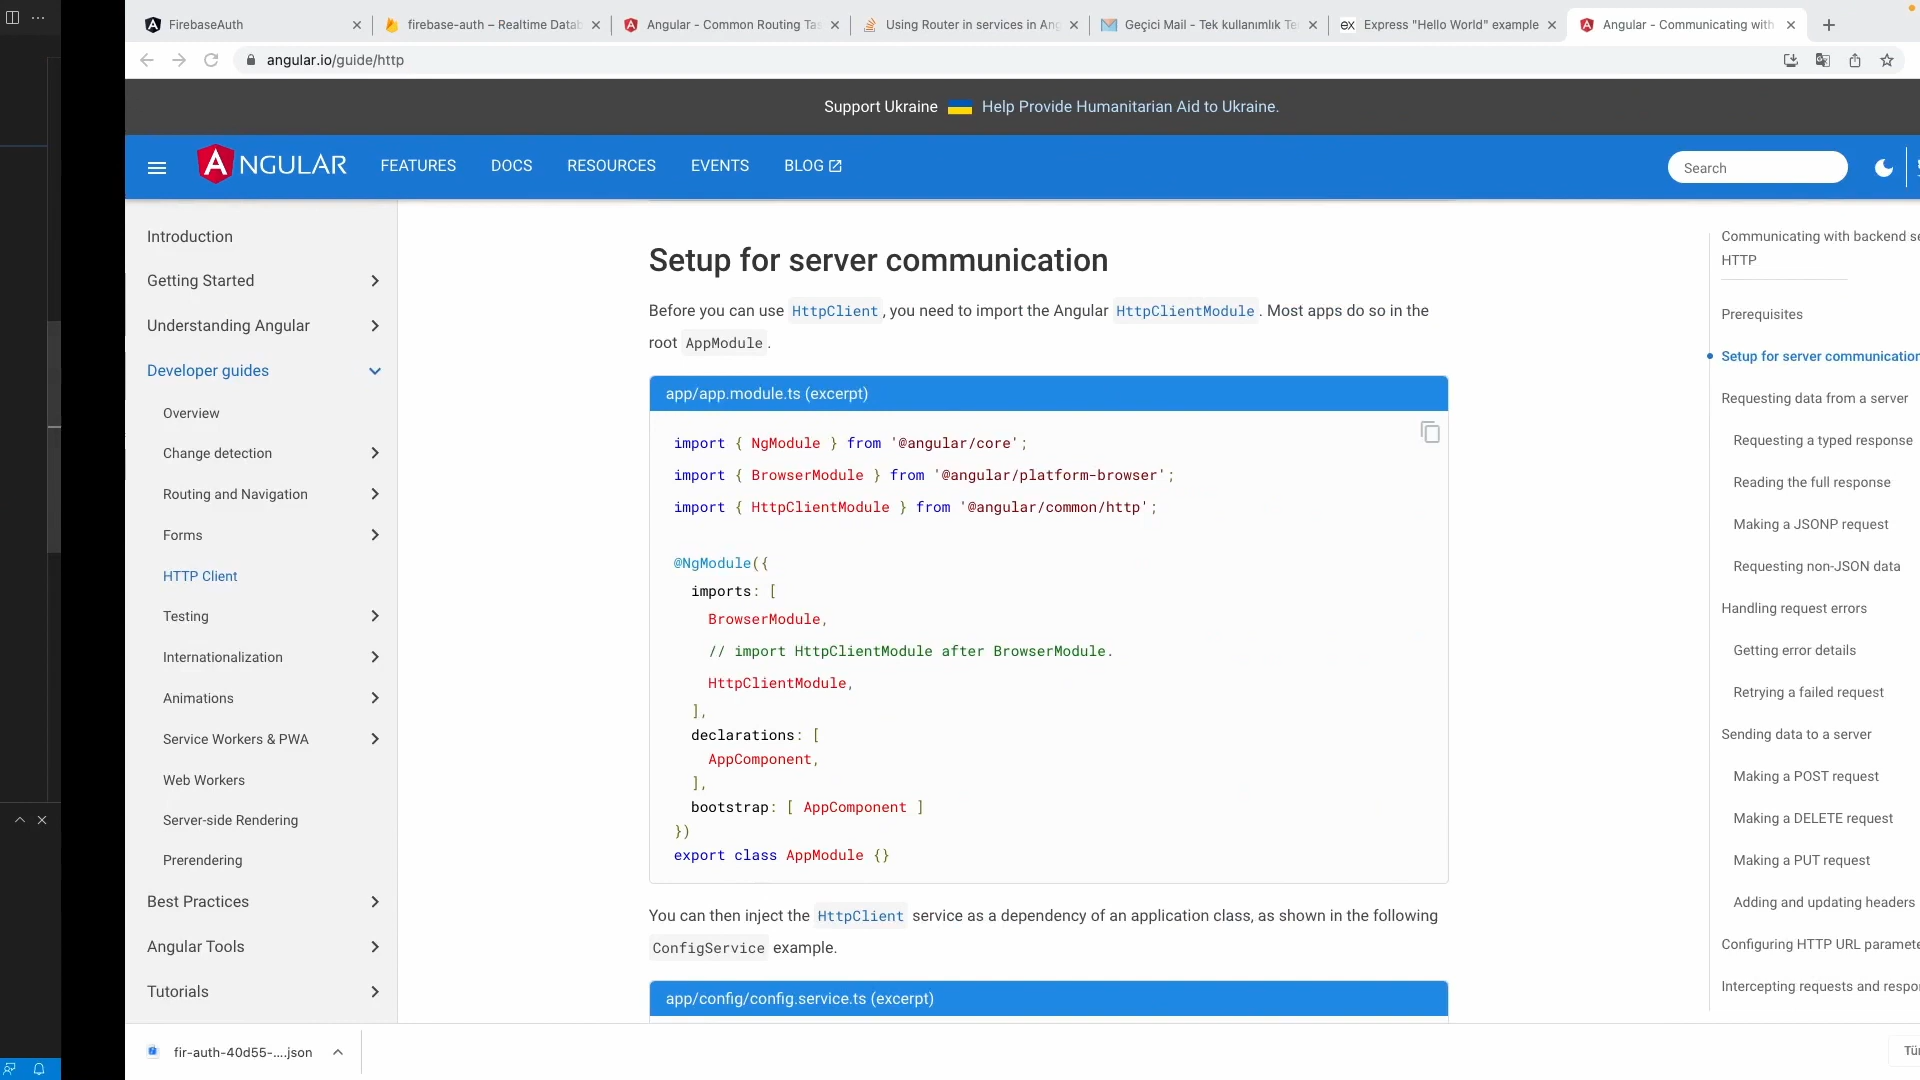 FirebaseAuth
firebase-auth – Realtime Datab
Angular - Common Routing Tas
Using Router in services in Ang
Geçici Mail - Tek kullanımlık Te
Express "Hello World" example
Angular - Communicating with
angular.io/guide/http
Support Ukraine Help Provide Humanitarian Aid to Ukraine.
ANGULAR
FEATURES
DOCS
RESOURCES
EVENTS
BLOG
Search
Introduction
Getting Started
Understanding Angular
Developer guides
Overview
Change detection
Routing and Navigation
Forms
HTTP Client
Testing
Internationalization
Animations
Service Workers & PWA
Web Workers
Server-side Rendering
Prerendering
Best Practices
Angular Tools
Tutorials
Setup for server communication
Before you can use HttpClient, you need to import the Angular HttpClientModule. Most apps do so in the
root AppModule.
app/app.module.ts (excerpt)
import { NgModule } from '@angular/core';
import { BrowserModule } from '@angular/platform-browser';
import { HttpClientModule } from '@angular/common/http';
@NgModule({
imports: [
BrowserModule,
// import HttpClientModule after BrowserModule.
HttpClientModule,
],
declarations: [
AppComponent,
],
bootstrap: [ AppComponent ]
})
export class AppModule {}
You can then inject the HttpClient service as a dependency of an application class, as shown in the following
ConfigService example.
app/config/config.service.ts (excerpt)
Communicating with backend se
HTTP
Prerequisites
Setup for server communication
Requesting data from a server
Requesting a typed response
Reading the full response
Making a JSONP request
Requesting non-JSON data
Handling request errors
Getting error details
Retrying a failed request
Sending data to a server
Making a POST request
Making a DELETE request
Making a PUT request
Adding and updating headers
Configuring HTTP URL paramete
Intercepting requests and respo
fir-auth-40d55-....json
Tü